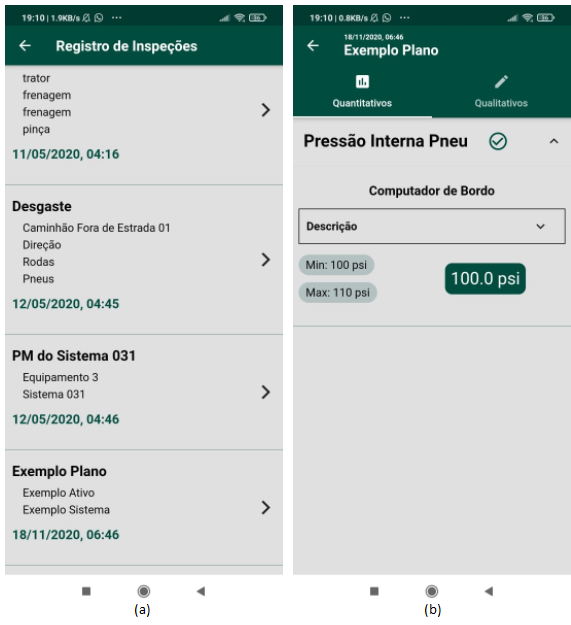 19:10 | 1.9KB/s ...
36
Registro de Inspeções
trator
frenagem
frenagem
pinça
11/05/2020, 04:16
Desgaste
Caminhão Fora de Estrada 01
Direção
Rodas
Pneus
12/05/2020, 04:45
PM do Sistema 031
Equipamento 3
Sistema 031
12/05/2020, 04:46
Exemplo Plano
Exemplo Ativo
Exemplo Sistema
18/11/2020, 06:46
(a)
19:10 | 0.8KB/s ...
36
18/11/2020, 06:46
Exemplo Plano
Quantitativos
Qualitativos
Pressão Interna Pneu
Computador de Bordo
Descrição
Min: 100 psi
Max: 110 psi
100.0 psi
(b)